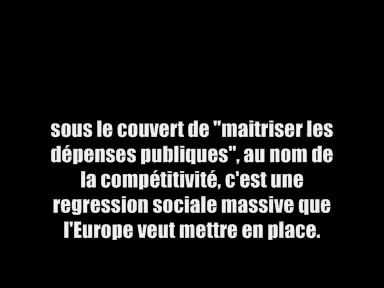 sous le couvert de "maitriser les
dépenses publiques", au nom de
la compétitivité, c'est une
regression sociale massive que
l'Europe veut mettre en place.